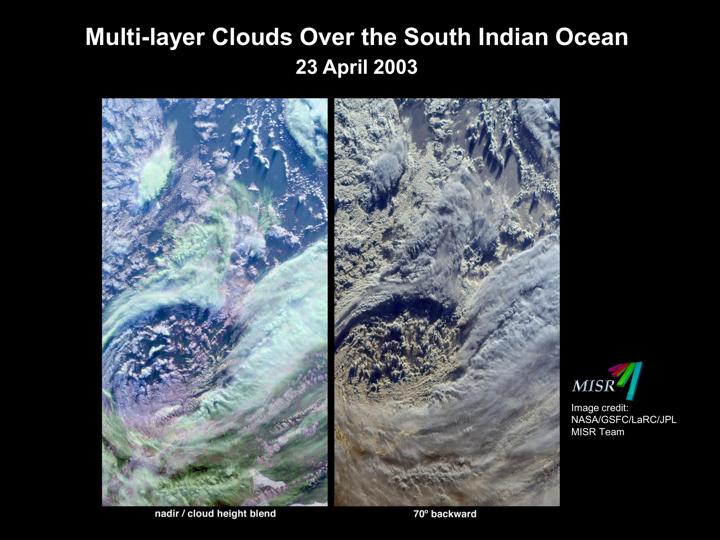 Multi-layer Clouds Over the South Indian Ocean
23 April 2003
MISR
Image credit:
NASA/GSFC/LaRC/JPL
MISR Team
nadir / cloud height blend
70º backward